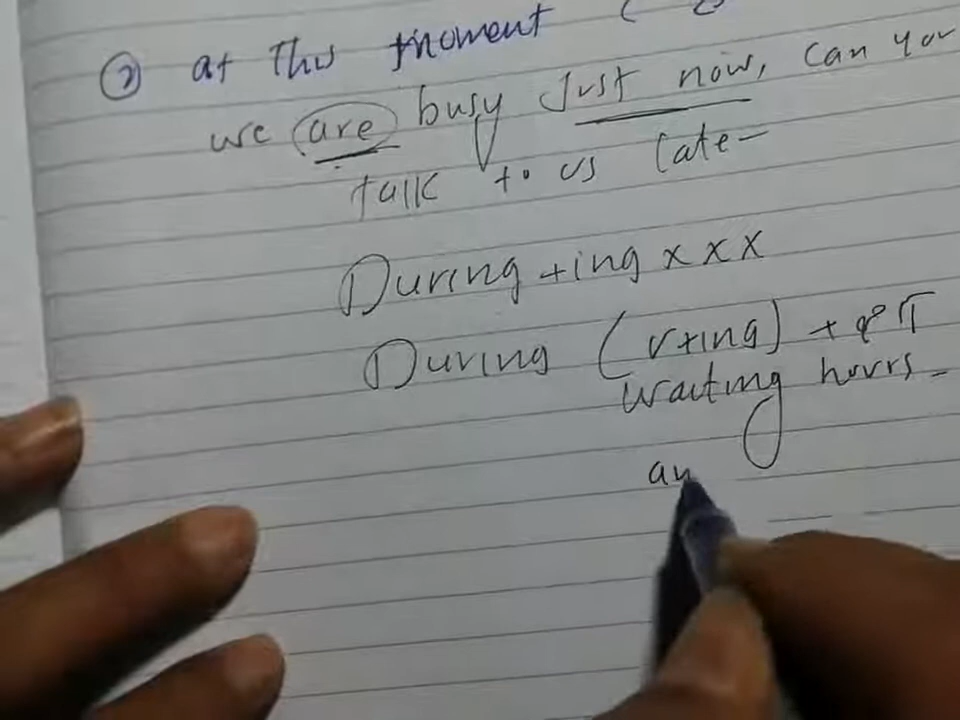 ② at This moment (
we are busy Just now, can you
talk to us late
During + ing x x x
During (v+ing) +
waiting hours
an